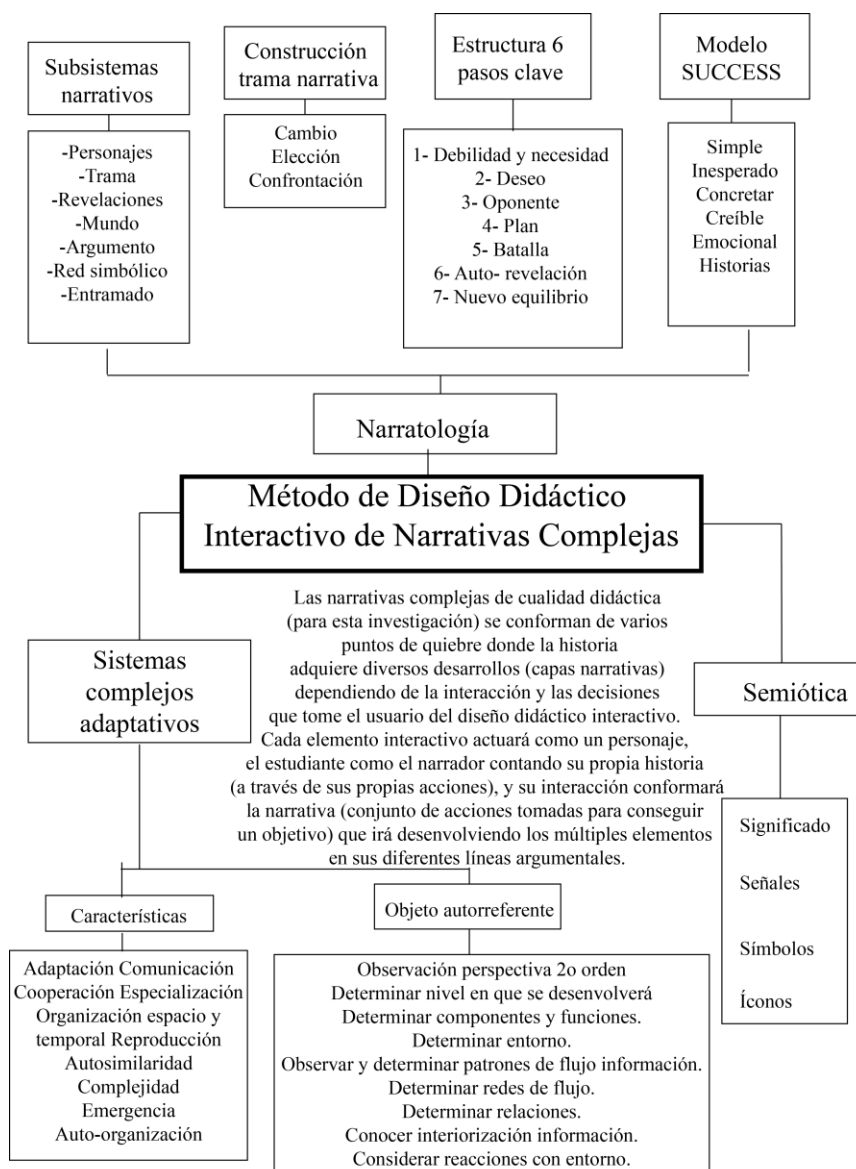 Subsistemas
narrativos
-Personajes
-Trama
-Revelaciones
-Mundo
-Argumento
-Red simbólico
-Entramado
Construcción
trama narrativa
Cambio
Elección
Confrontación
Estructura 6
pasos clave
1- Debilidad y necesidad
2- Deseo
3- Oponente
4- Plan
5- Batalla
6- Auto- revelación
7- Nuevo equilibrio
Modelo
SUCCESS
Simple
Inesperado
Concretar
Creíble
Emocional
Historias
Narratología
Método de Diseño Didáctico
Interactivo de Narrativas Complejas
Las narrativas complejas de cualidad didáctica
(para esta investigación) se conforman de varios
puntos de quiebre donde la historia
adquiere diversos desarrollos (capas narrativas)
dependiendo de la interacción y las decisiones
que tome el usuario del diseño didáctico interactivo.
Cada elemento interactivo actuará como un personaje,
el estudiante como el narrador contando su propia historia
(a través de sus propias acciones), y su interacción conformará
la narrativa (conjunto de acciones tomadas para conseguir
un objetivo) que irá desenvolviendo los múltiples elementos
en sus diferentes líneas argumentales.
Sistemas
complejos
adaptativos
Semiótica
Significado
Señales
Símbolos
Íconos
Características
Adaptación Comunicación
Cooperación Especialización
Organización espacio y
temporal Reproducción
Autosimilaridad
Complejidad
Emergencia
Auto-organización
Objeto autorreferente
Observación perspectiva 2o orden
Determinar nivel en que se desenvolverá
Determinar componentes y funciones.
Determinar entorno.
Observar y determinar patrones de flujo información.
Determinar redes de flujo.
Determinar relaciones.
Conocer interiorización información.
Considerar reacciones con entorno.